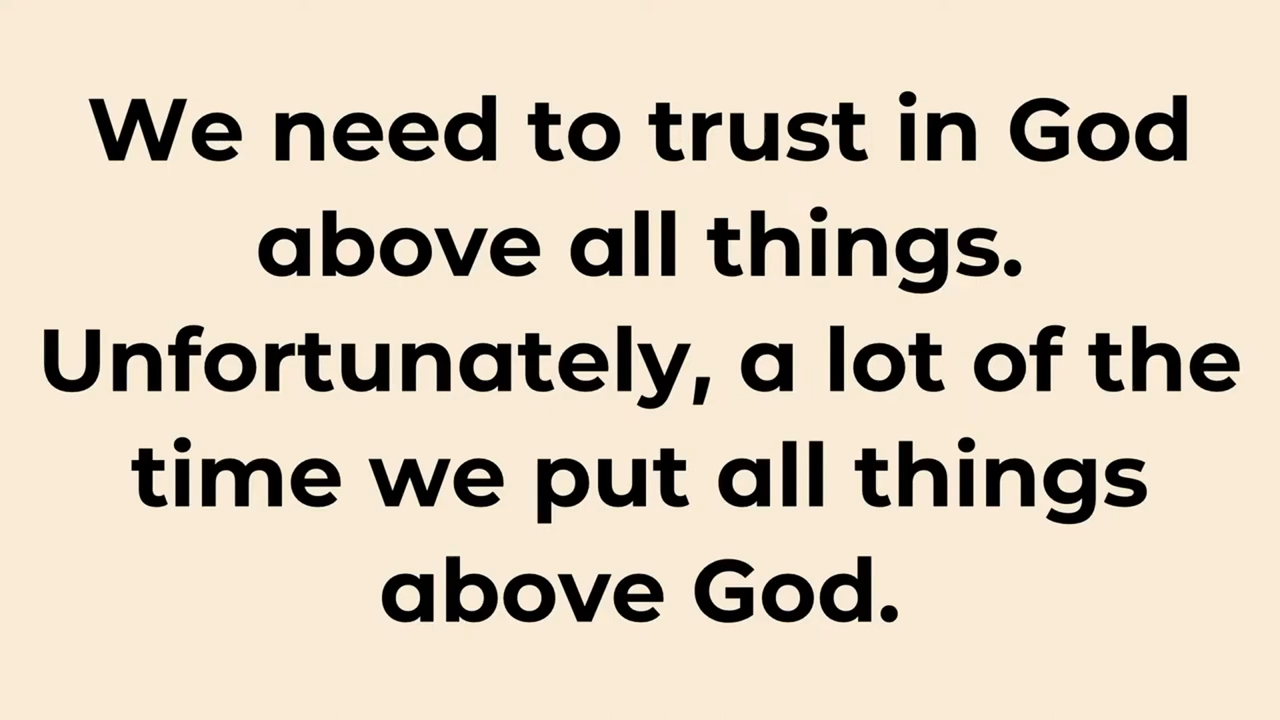 We need to trust in God
above all things.
Unfortunately, a lot of the
time we put all things
above God.